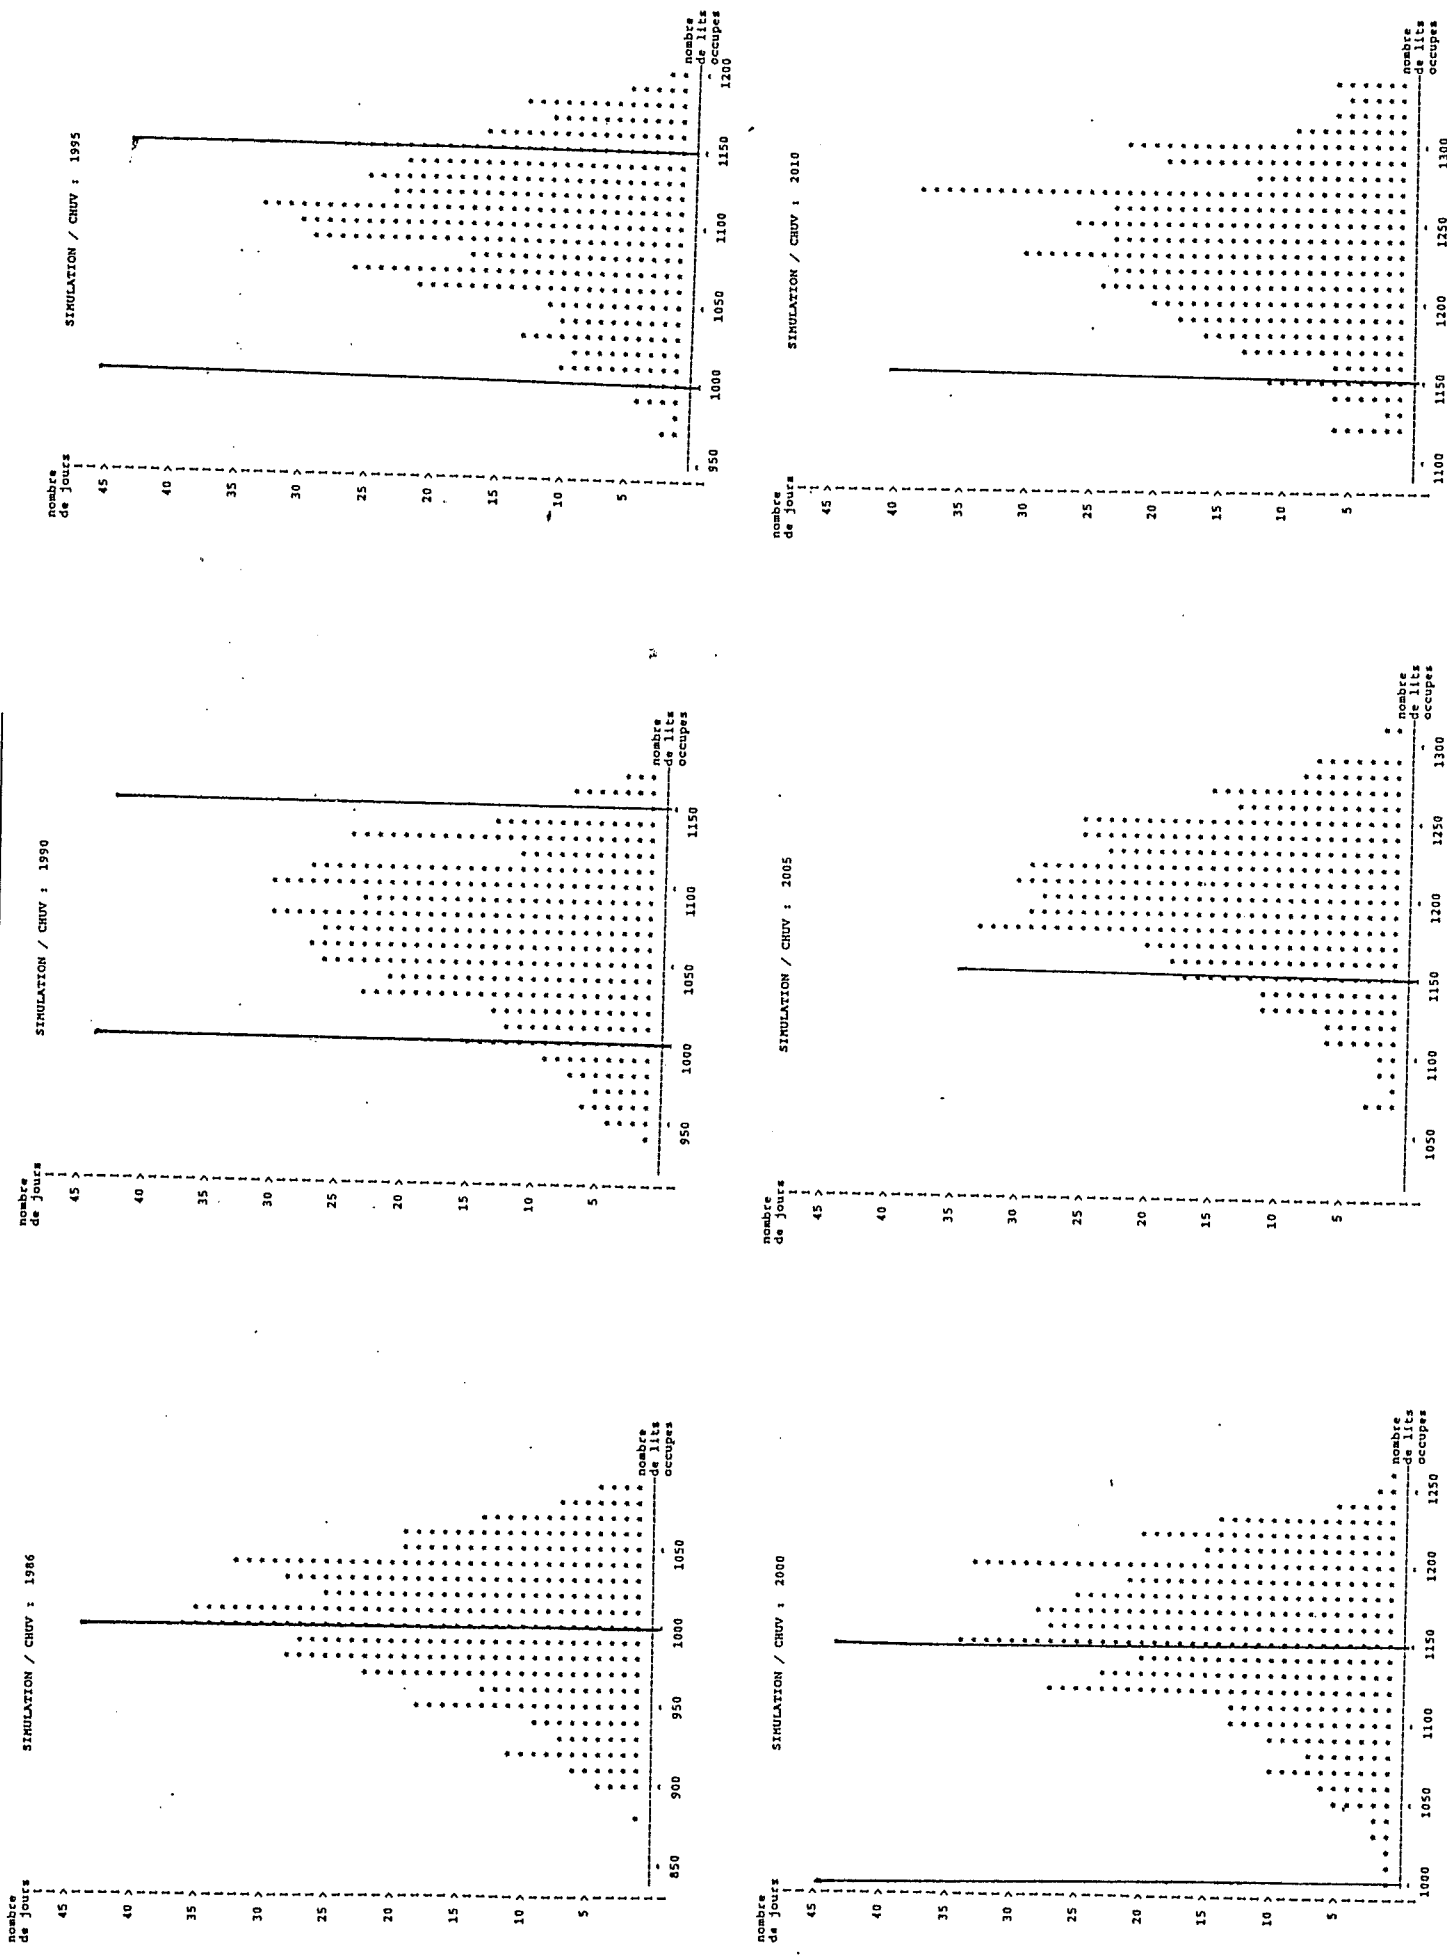 SIMULATION / CHUV : 1986
nombre
de jours
45
40
35
30
25
20
15
10
5
850
900
950
1000
1050
nombre
de lits
occupes
SIMULATION / CHUV : 1990
nombre
de jours
45
40
35
30
25
20
15
10
5
950
1000
1050
1100
1150
nombre
de lits
occupes
SIMULATION / CHUV : 1995
nombre
de jours
45
40
35
30
25
20
15
10
5
950
1000
1050
1100
1150
1200
nombre
de lits
occupes
SIMULATION / CHUV : 2000
nombre
de jours
45
40
35
30
25
20
15
10
5
1000
1050
1100
1150
1200
1250
nombre
de lits
occupes
SIMULATION / CHUV : 2005
nombre
de jours
45
40
35
30
25
20
15
10
5
1050
1100
1150
1200
1250
1300
nombre
de lits
occupes
SIMULATION / CHUV : 2010
nombre
de jours
45
40
35
30
25
20
15
10
5
1100
1150
1200
1250
1300
nombre
de lits
occupes